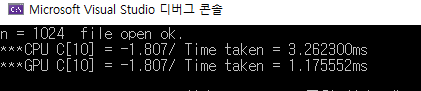 Microsoft Visual Studio 디버그 콘솔
n = 1024  file open ok.
***CPU C[10] = -1.807/ Time taken = 3.262300ms
***GPU C[10] = -1.807/ Time taken = 1.175552ms